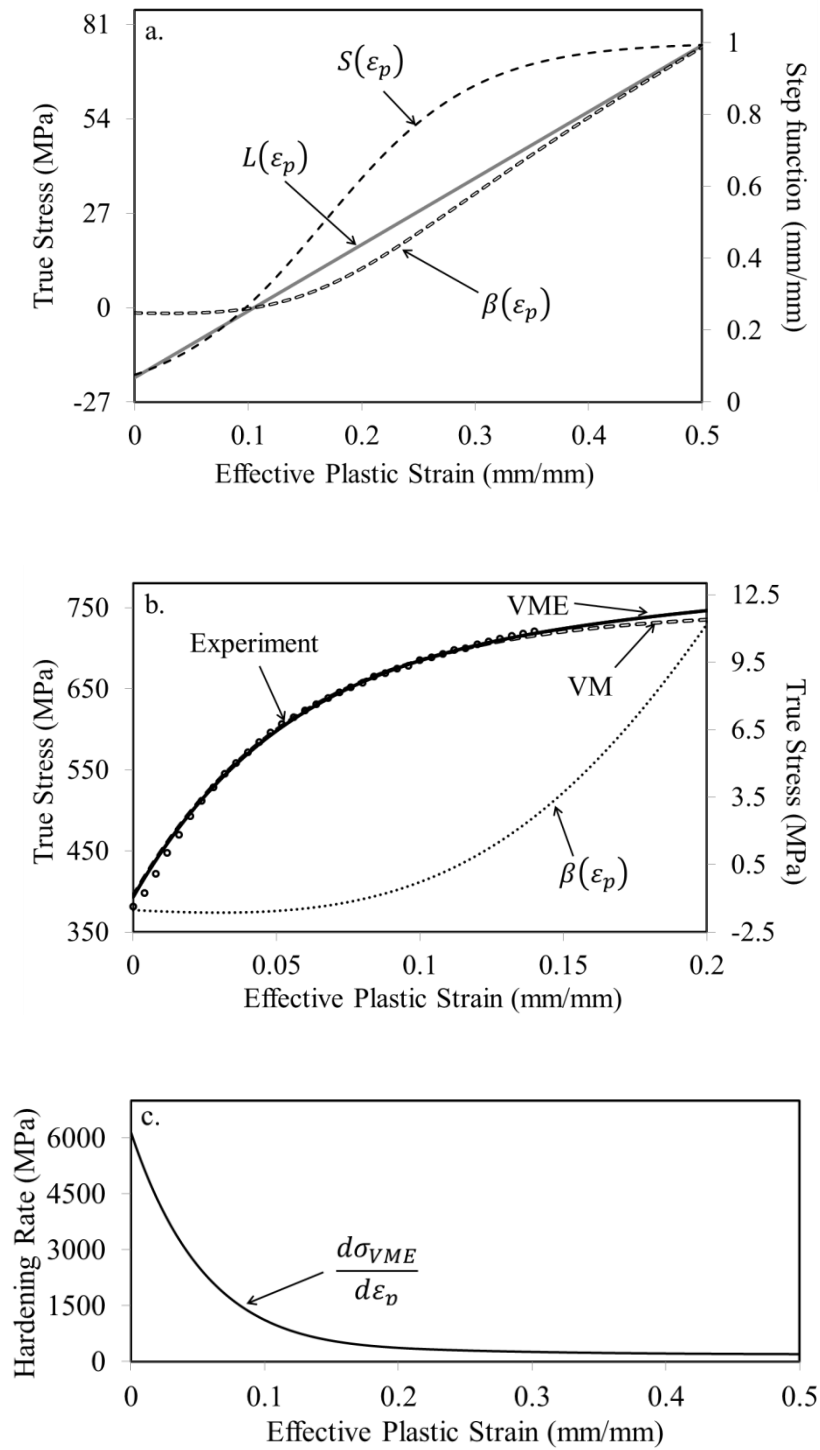 a.
True Stress (MPa)
81
54
27
0
-27
S(εₚ)
L(εₚ)
β(εₚ)
1
0.8
0.6
0.4
0.2
0
Step function (mm/mm)
0 0.1 0.2 0.3 0.4 0.5
Effective Plastic Strain (mm/mm)
b.
True Stress (MPa)
750
650
550
450
350
Experiment
VME
VM
β(εₚ)
12.5
9.5
6.5
3.5
0.5
-2.5
True Stress (MPa)
0 0.05 0.1 0.15 0.2
Effective Plastic Strain (mm/mm)
c.
Hardening Rate (MPa)
6000
4500
3000
1500
0
dσ_VME
dεₚ
0 0.1 0.2 0.3 0.4 0.5
Effective Plastic Strain (mm/mm)